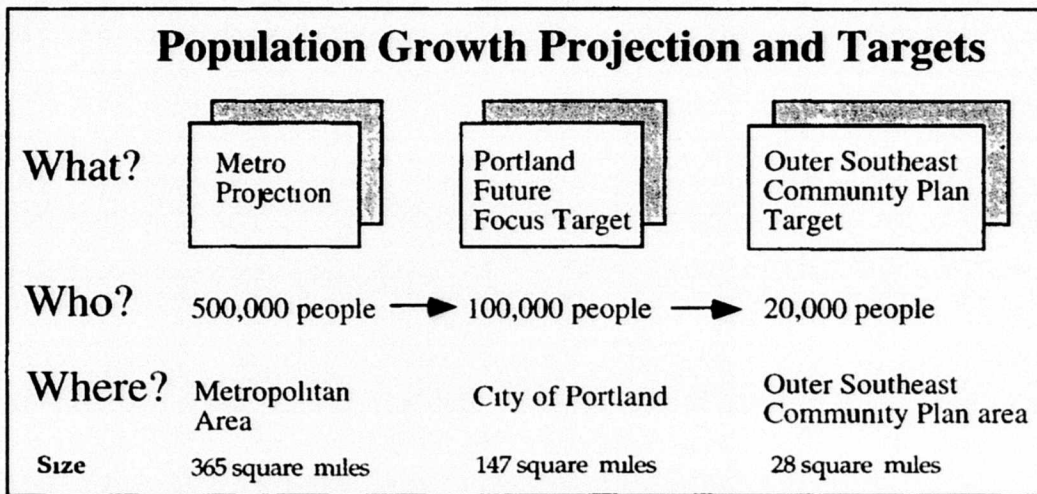 Population Growth Projection and Targets
What?
Metro
Projection
Portland
Future
Focus Target
Outer Southeast
Community Plan
Target
Who?
500,000 people
100,000 people
20,000 people
Where?
Metropolitan
Area
City of Portland
Outer Southeast
Community Plan area
Size
365 square miles
147 square miles
28 square miles